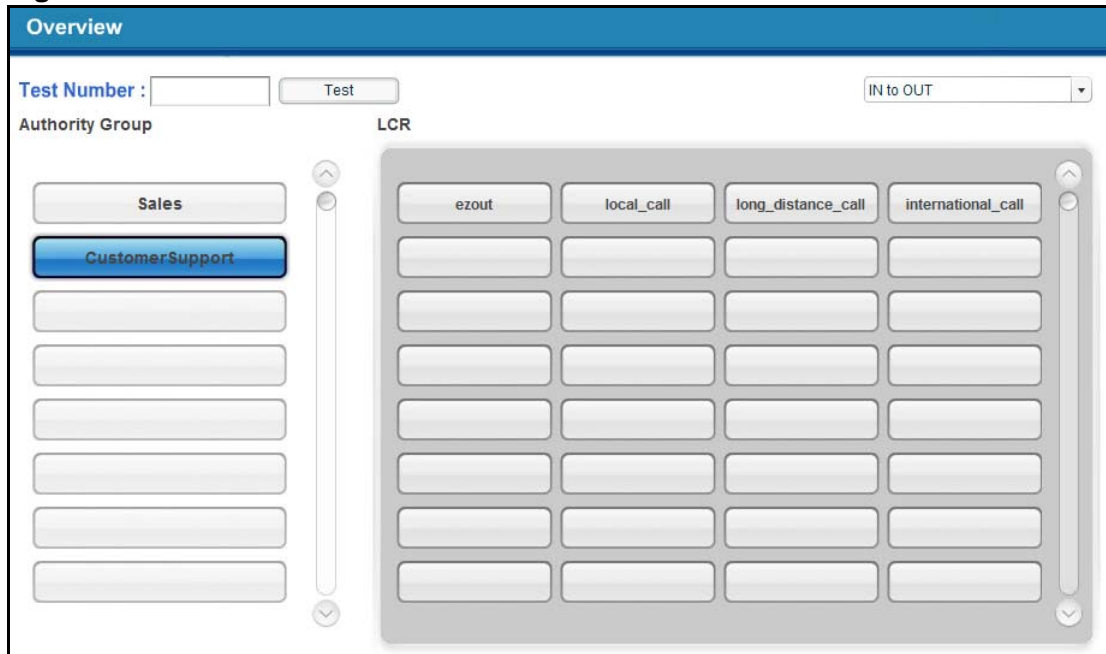 Overview
Test Number : Test IN to OUT
Authority Group LCR
Sales ezout local_call long_distance_call international_call
CustomerSupport